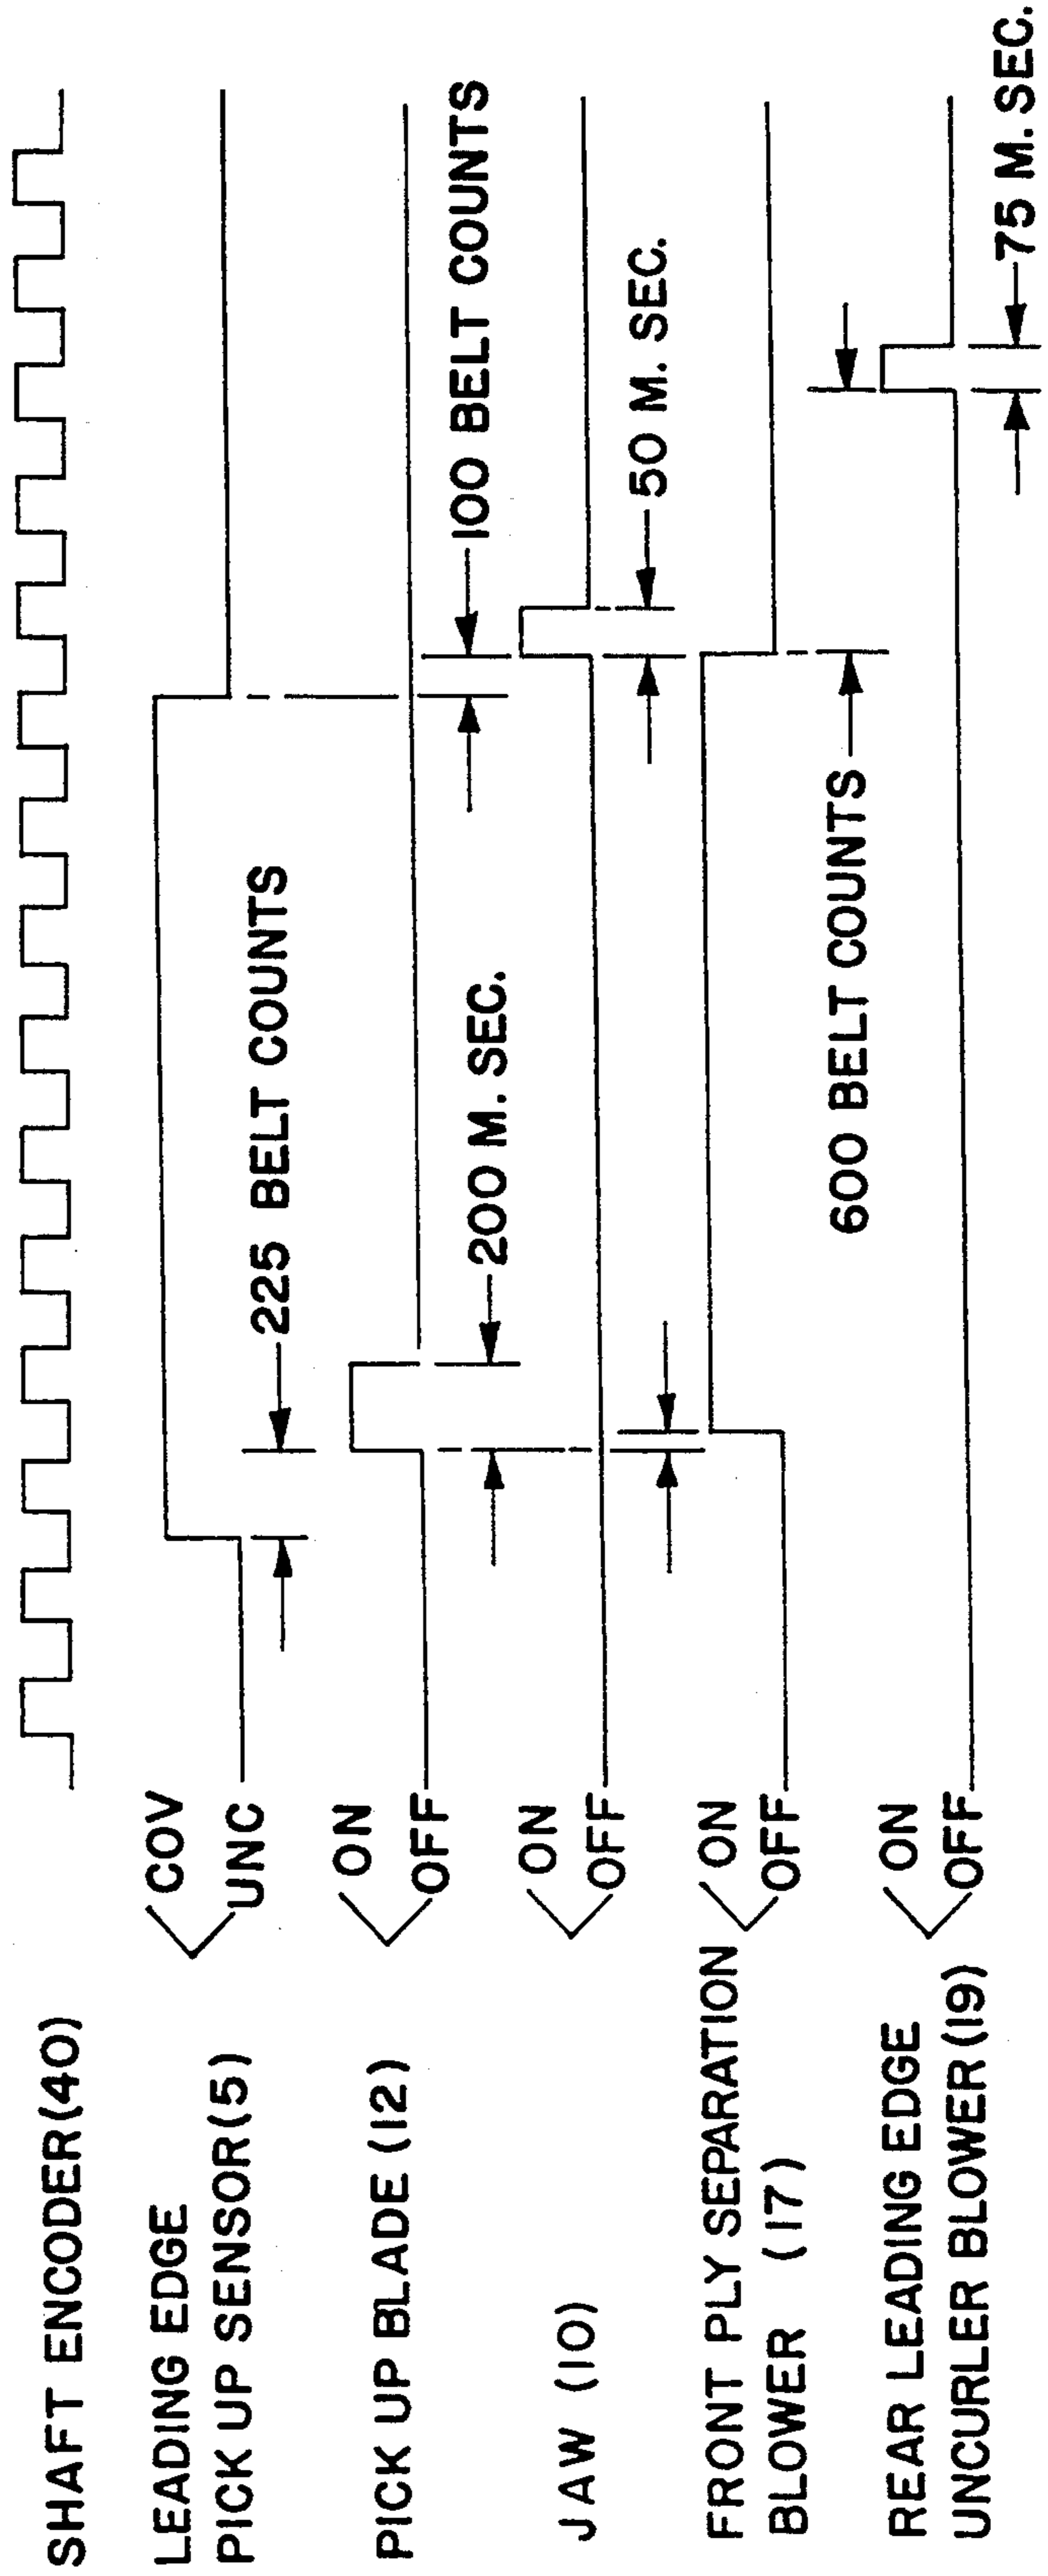 SHAFT ENCODER(40)
LEADING EDGE
PICK UP SENSOR(5)
COV
UNC
225 BELT COUNTS
PICK UP BLADE (12)
ON
OFF
200 M. SEC.
100 BELT COUNTS
JAW (10)
ON
OFF
50 M. SEC.
FRONT PLY SEPARATION
BLOWER (17)
ON
OFF
600 BELT COUNTS
REAR LEADING EDGE
UNCURLER BLOWER(19)
ON
OFF
75 M. SEC.